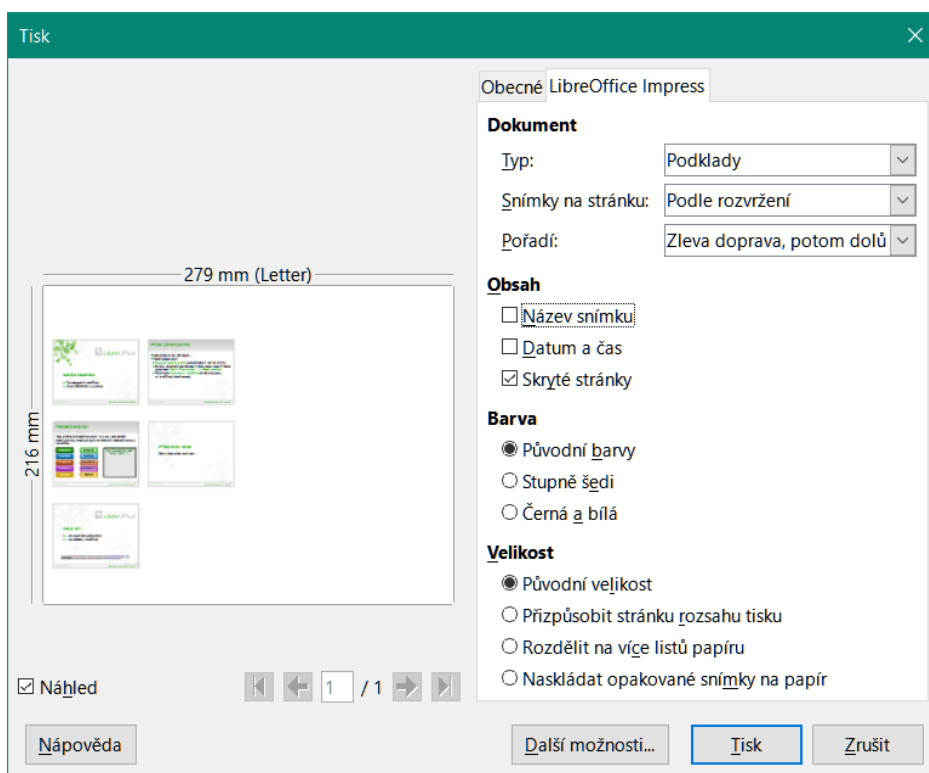 Tisk
Obecné LibreOffice Impress
Dokument
Typ: Podklady
Snímky na stránku: Podle rozvržení
Pořadí: Zleva doprava, potom dolů
279 mm (Letter)
216 mm
LibreOffice
LibreOffice
Obsah
Název snímku
Datum a čas
Skryté stránky
Barva
Původní barvy
Stupně šedi
Černá a bílá
Velikost
Původní velikost
Přizpůsobit stránku rozsahu tisku
Rozdělit na více listů papíru
Naskládat opakované snímky na papír
Náhled
1 / 1
Nápověda
Další možnosti...
Tisk
Zrušit